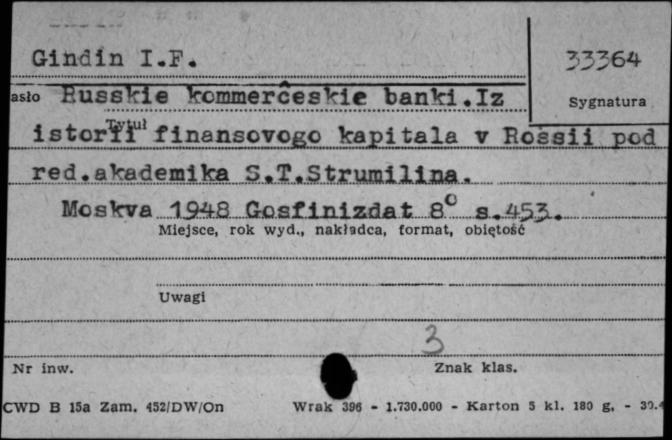 Gindin I.F.
33364
asło Russkie kommerčeskie banki.Iz
Sygnatura
Tytuł
istorii finansovogo kapitala v Rossii pod
red.akademika S.T.Strumilina.
Moskva 1948 Gosfinizdat 8° s.453.
Miejsce, rok wyd., nakładca, format, objętość
Uwagi
3
Nr inw.
Znak klas.
CWD B 15a Zam. 452/DW/On Wrak 396 - 1.730.000 - Karton 5 kl. 180 g. - 30.4